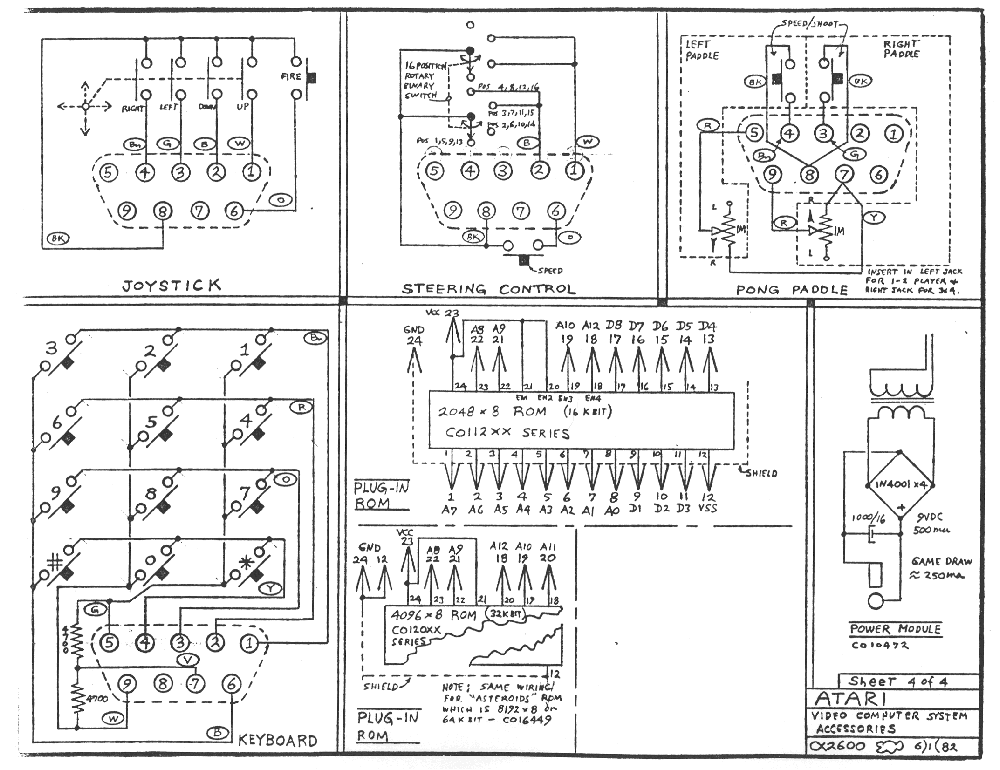 FIRE
RIGHT LEFT DOWN UP
Bn G B W
5 4 3 2 1
9 8 7 6
O
BK
JOYSTICK
16 POSITION
ROTARY
BINARY
SWITCH
POS 4,8,12,16
POS 3,7,11,15
POS 2,6,10,14
POS 1,5,9,13
B W
5 4 3 2 1
9 8 7 6
BK O
SPEED
STEERING CONTROL
SPEED/SHOOT
LEFT
PADDLE
RIGHT
PADDLE
BK BK
R
5 4 3 2 1
Bn G
9 8 7 6
L R
R Y
1M 1M
R L
INSERT IN LEFT JACK
FOR 1-2 PLAYER &
RIGHT JACK FOR 3&4.
PONG PADDLE
3 2 1
Bn
6 5 4
R
9 8 7
O
# 0 *
Y
G
4700
5 4 3 2 1
V
9 8 7 6
4700
W
B
KEYBOARD
VCC 23
GND
24
A8 A9 A10 A12 D8 D7 D6 D5 D4
22 21 19 18 17 16 15 14 13
24 23 22 21 20 19 18 17 16 15 14 13
EN1 EN2 EN3 EN4
2048 x 8 ROM (16 K BIT)
CO112XX SERIES
1 2 3 4 5 6 7 8 9 10 11 12
SHIELD
PLUG-IN
ROM
1 2 3 4 5 6 7 8 9 10 11 12
A7 A6 A5 A4 A3 A2 A1 A0 D1 D2 D3 VSS
VCC
23
GND
24 12
A8 A9 A12 A10 A11
22 21 18 19 20
24 23 22 21 20 19 18
4096 x 8 ROM (32K BIT)
CO120XX
SERIES
12
SHIELD
NOTE: SAME WIRING
FOR "ASTEROIDS" ROM
WHICH IS 8192 x 8 OR
64K BIT - CO16449
PLUG-IN
ROM
1N4001 x 4
+
1000/16
9VDC
500ma
GAME DRAW
≈ 250ma
POWER MODULE
CO10472
Sheet 4 of 4
ATARI
VIDEO COMPUTER SYSTEM
ACCESSORIES
CX2600 6/1/82